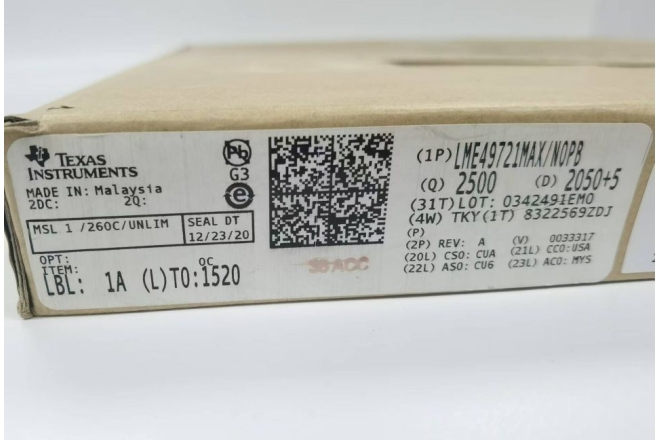 TEXAS
INSTRUMENTS
MADE IN: Malaysia
2DC: 2Q:
Pb
G3
e
MSL 1 /260C/UNLIM
SEAL DT
12/23/20
OPT:
ITEM:
LBL: 1A (L)TO:1520
(1P)LME49721MAX/NOPB
(Q) 2500 (D) 2050+5
(31T)LOT: 0342491EM0
(4W) TKY(1T) 8322569ZDJ
(P)
(2P) REV: A (V) 0033317
(20L) CSO: CUA (21L) CCO:USA
(22L) ASO: CU6 (23L) ACO: MYS